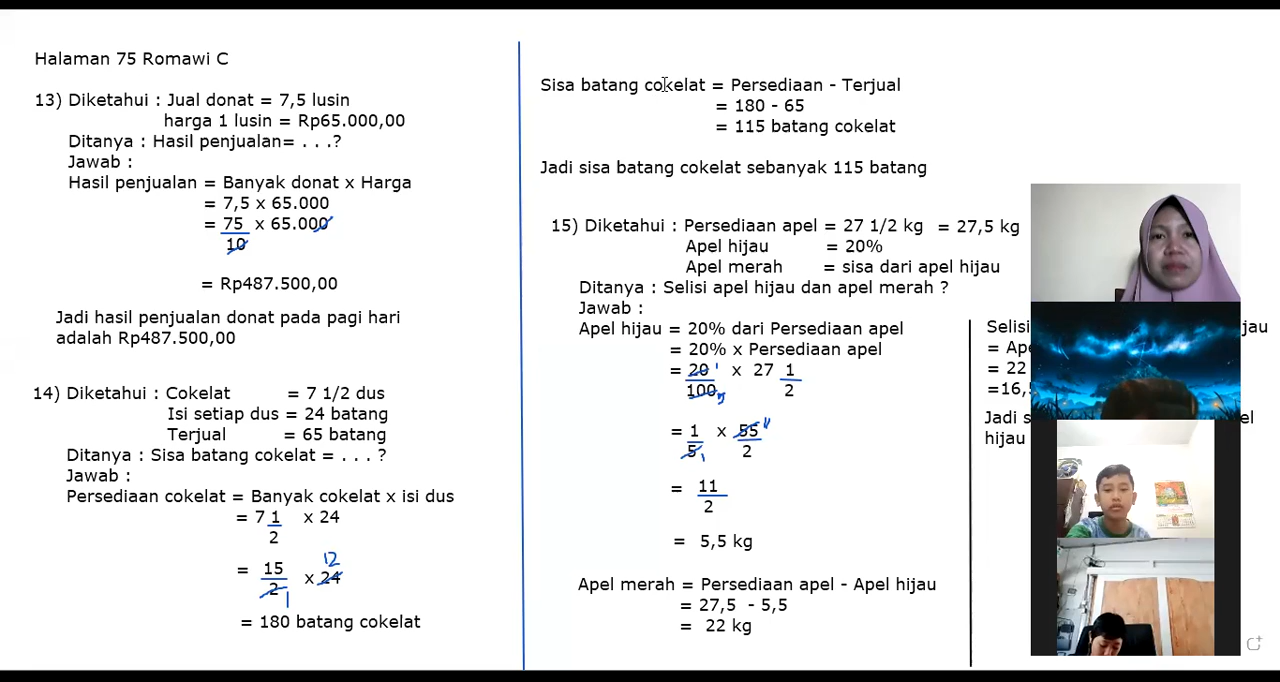 Halaman 75 Romawi C
13) Diketahui : Jual donat = 7,5 lusin
harga 1 lusin = Rp65.000,00
Ditanya : Hasil penjualan= . . .?
Jawab :
Hasil penjualan = Banyak donat x Harga
= 7,5 x 65.000
= 75 x 65.000
10
= Rp487.500,00
Jadi hasil penjualan donat pada pagi hari
adalah Rp487.500,00
14) Diketahui : Cokelat = 7 1/2 dus
Isi setiap dus = 24 batang
Terjual = 65 batang
Ditanya : Sisa batang cokelat = . . . ?
Jawab :
Persediaan cokelat = Banyak cokelat x isi dus
= 7 1 x 24
2
12
= 15 x 24
2 1
= 180 batang cokelat
Sisa batang cokelat = Persediaan - Terjual
= 180 - 65
= 115 batang cokelat
Jadi sisa batang cokelat sebanyak 115 batang
15) Diketahui : Persediaan apel = 27 1/2 kg = 27,5 kg
Apel hijau = 20%
Apel merah = sisa dari apel hijau
Ditanya : Selisi apel hijau dan apel merah ?
Jawab :
Apel hijau = 20% dari Persediaan apel
= 20% x Persediaan apel
= 20 1 x 27 1
100 5 2
= 1 x 55 11
5 1 2
= 11
2
= 5,5 kg
Apel merah = Persediaan apel - Apel hijau
= 27,5 - 5,5
= 22 kg
Selisi jau
= Ape
= 22
=16,5
Jadi s el
hijau